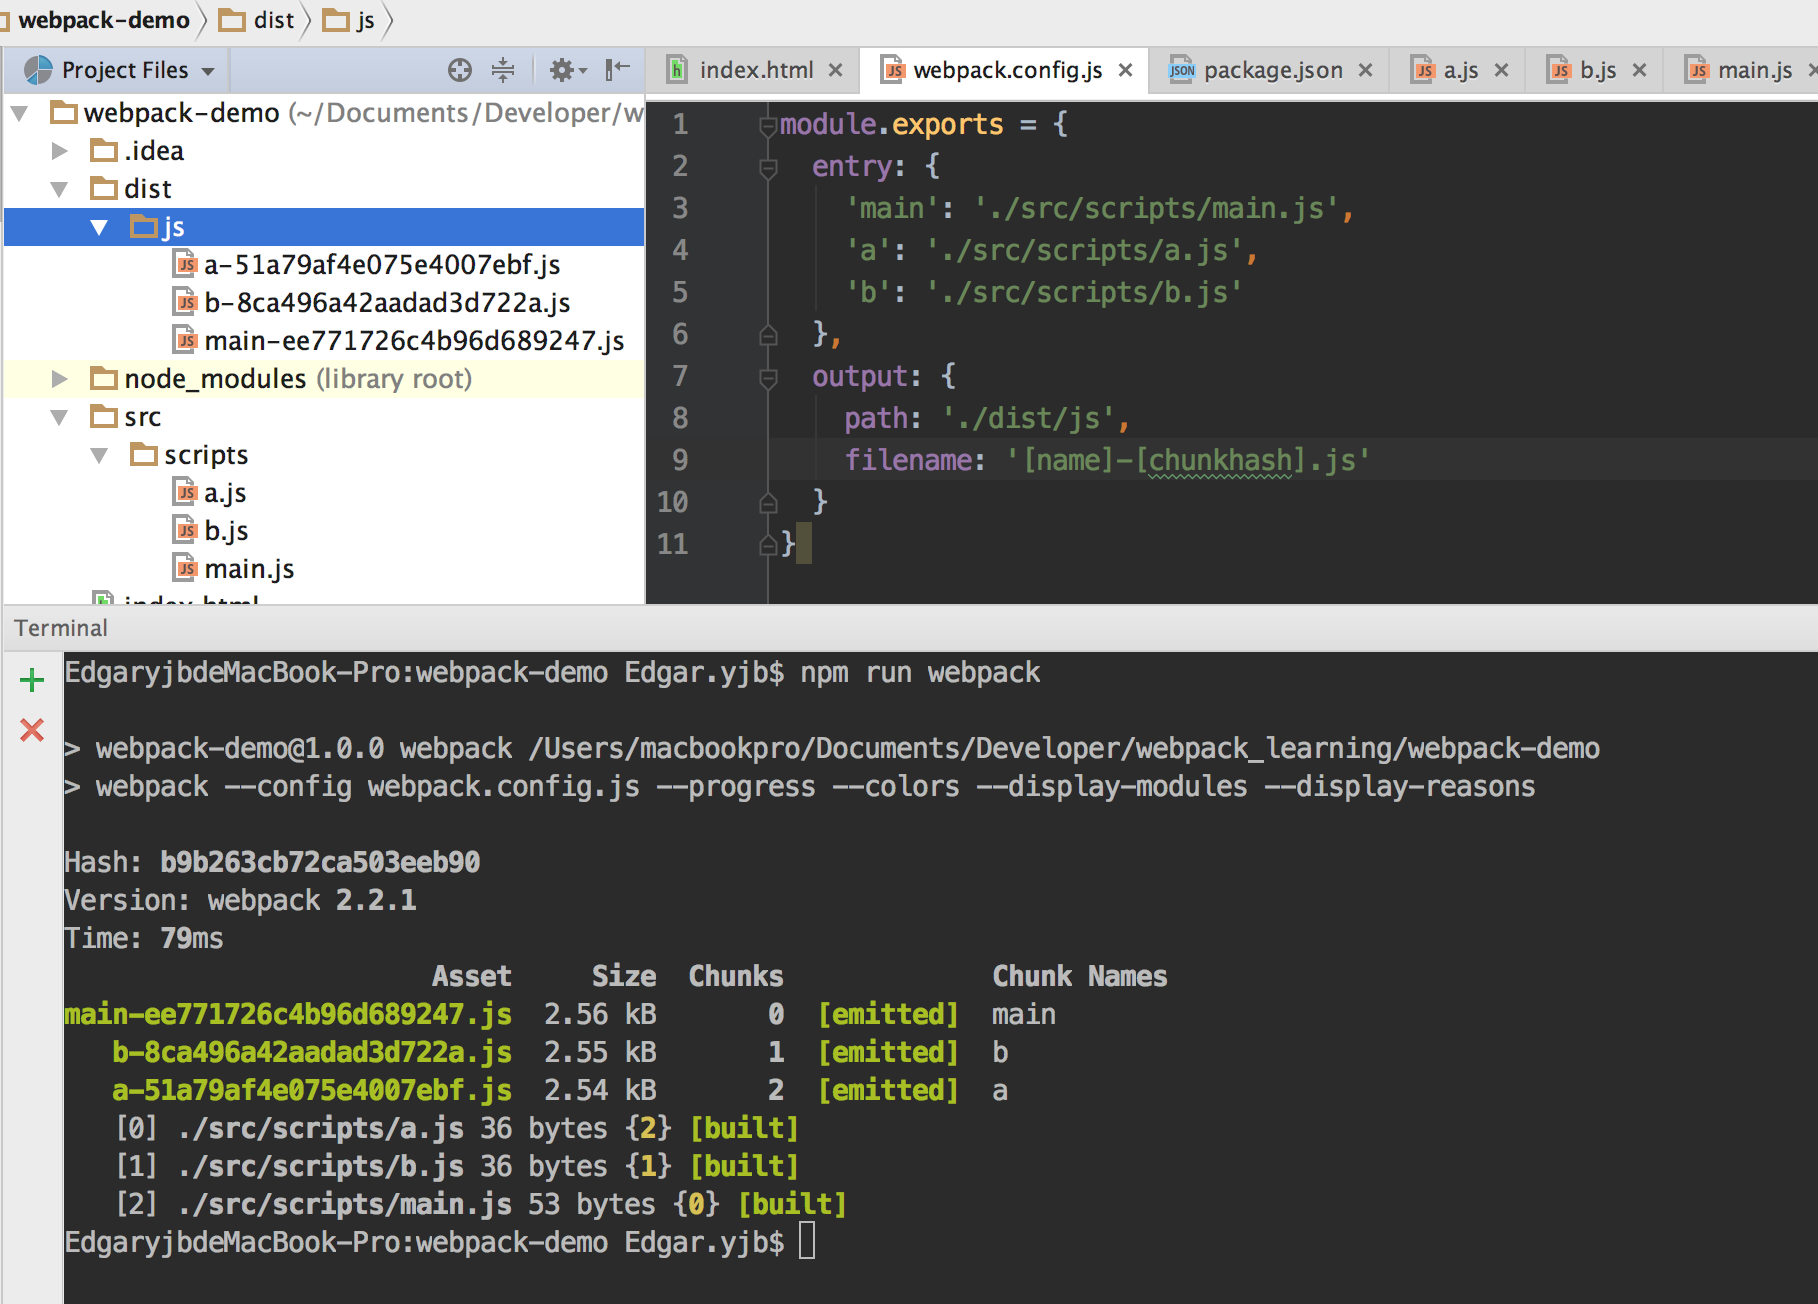 webpack-demo dist js
Project Files
index.html webpack.config.js package.json a.js b.js main.js
webpack-demo (~/Documents/Developer/w
.idea
dist
js
a-51a79af4e075e4007ebf.js
b-8ca496a42aadad3d722a.js
main-ee771726c4b96d689247.js
node_modules (library root)
src
scripts
a.js
b.js
main.js
index.html
1 module.exports = {
2 entry: {
3 'main': './src/scripts/main.js',
4 'a': './src/scripts/a.js',
5 'b': './src/scripts/b.js'
6 },
7 output: {
8 path: './dist/js',
9 filename: '[name]-[chunkhash].js'
10 }
11 }
Terminal
EdgaryjbdeMacBook-Pro:webpack-demo Edgar.yjb$ npm run webpack
> webpack-demo@1.0.0 webpack /Users/macbookpro/Documents/Developer/webpack_learning/webpack-demo
> webpack --config webpack.config.js --progress --colors --display-modules --display-reasons
Hash: b9b263cb72ca503eeb90
Version: webpack 2.2.1
Time: 79ms
Asset Size Chunks Chunk Names
main-ee771726c4b96d689247.js 2.56 kB 0 [emitted] main
b-8ca496a42aadad3d722a.js 2.55 kB 1 [emitted] b
a-51a79af4e075e4007ebf.js 2.54 kB 2 [emitted] a
[0] ./src/scripts/a.js 36 bytes {2} [built]
[1] ./src/scripts/b.js 36 bytes {1} [built]
[2] ./src/scripts/main.js 53 bytes {0} [built]
EdgaryjbdeMacBook-Pro:webpack-demo Edgar.yjb$